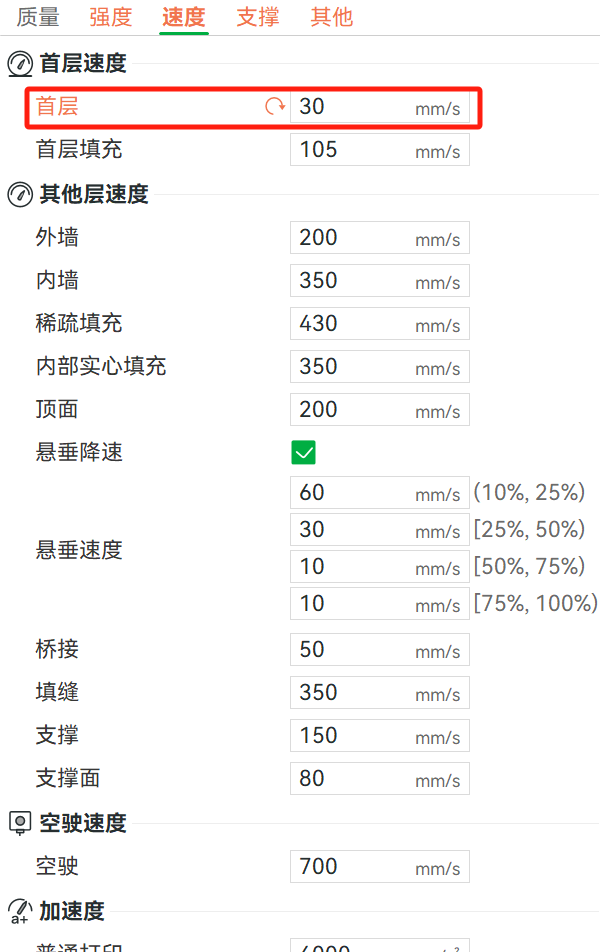 质量 强度 速度 支撑 其他
首层速度
首层 30 mm/s
首层填充 105 mm/s
其他层速度
外墙 200 mm/s
内墙 350 mm/s
稀疏填充 430 mm/s
内部实心填充 350 mm/s
顶面 200 mm/s
悬垂降速
60 mm/s (10%, 25%)
30 mm/s [25%, 50%)
悬垂速度
10 mm/s [50%, 75%)
10 mm/s [75%, 100%)
桥接 50 mm/s
填缝 350 mm/s
支撑 150 mm/s
支撑面 80 mm/s
空驶速度
空驶 700 mm/s
a+ 加速度
普通打印 6000